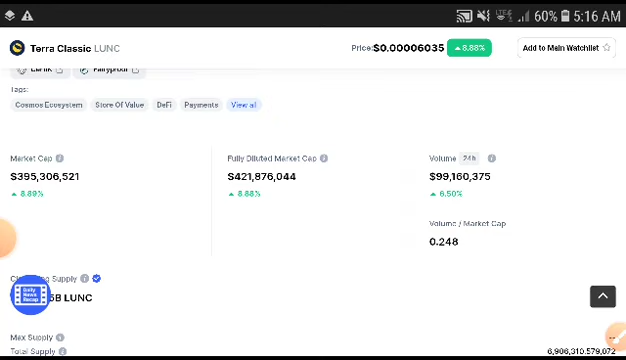 60% 5:16 AM
Terra Classic LUNC Price:$0.00006035 8.88% Add to Main Watchlist
Tags:
Cosmos Ecosystem Store Of Value DeFi Payments View all
Market Cap Fully Diluted Market Cap Volume 24h
$395,306,521 $421,876,044 $99,160,375
8.89% 8.88% 6.50%
Volume / Market Cap
0.248
Supply
Daily
News
Recap
LUNC
Max Supply --
Total Supply 6,906,310,579,072